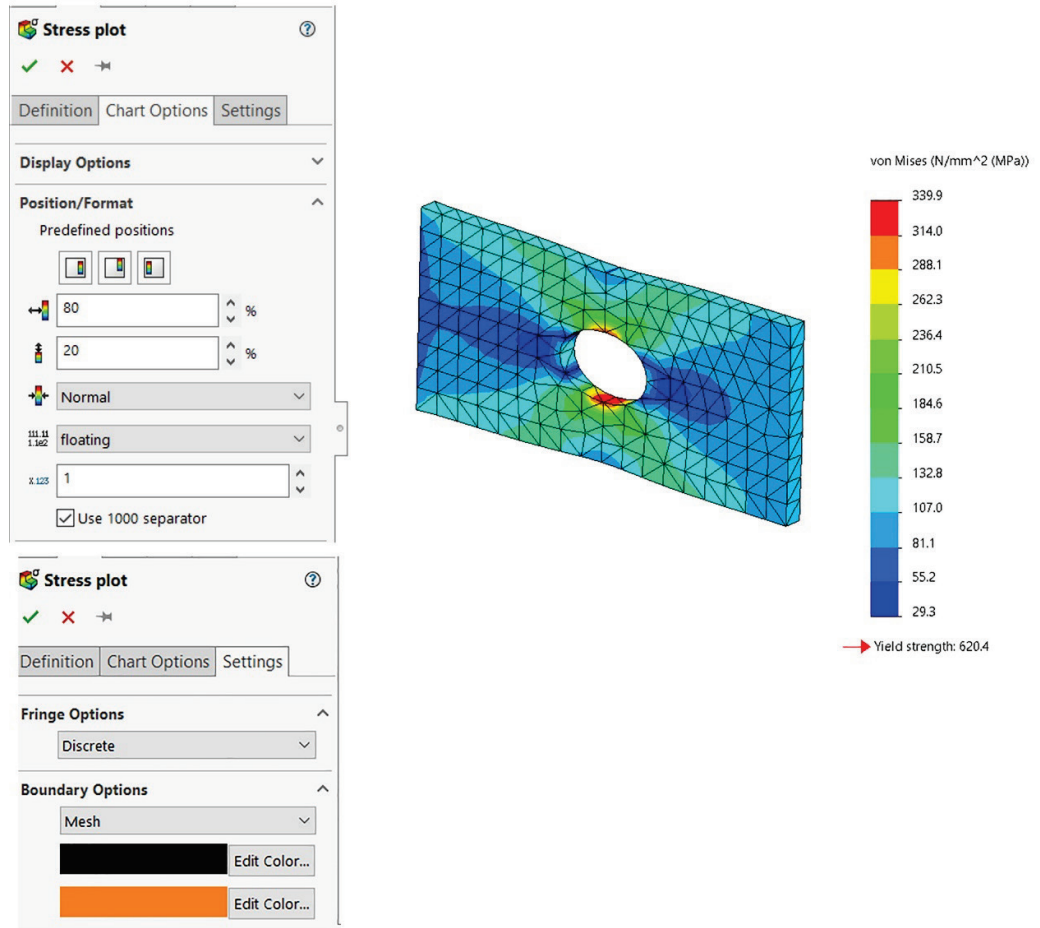 Stress plot
Definition Chart Options Settings
Display Options
Position/Format
Predefined positions
80 %
20 %
Normal
111.11
1.1e2 floating
x.123 1
Use 1000 separator
Stress plot
Definition Chart Options Settings
Fringe Options
Discrete
Boundary Options
Mesh
Edit Color...
Edit Color...
von Mises (N/mm^2 (MPa))
339.9
314.0
288.1
262.3
236.4
210.5
184.6
158.7
132.8
107.0
81.1
55.2
29.3
Yield strength: 620.4